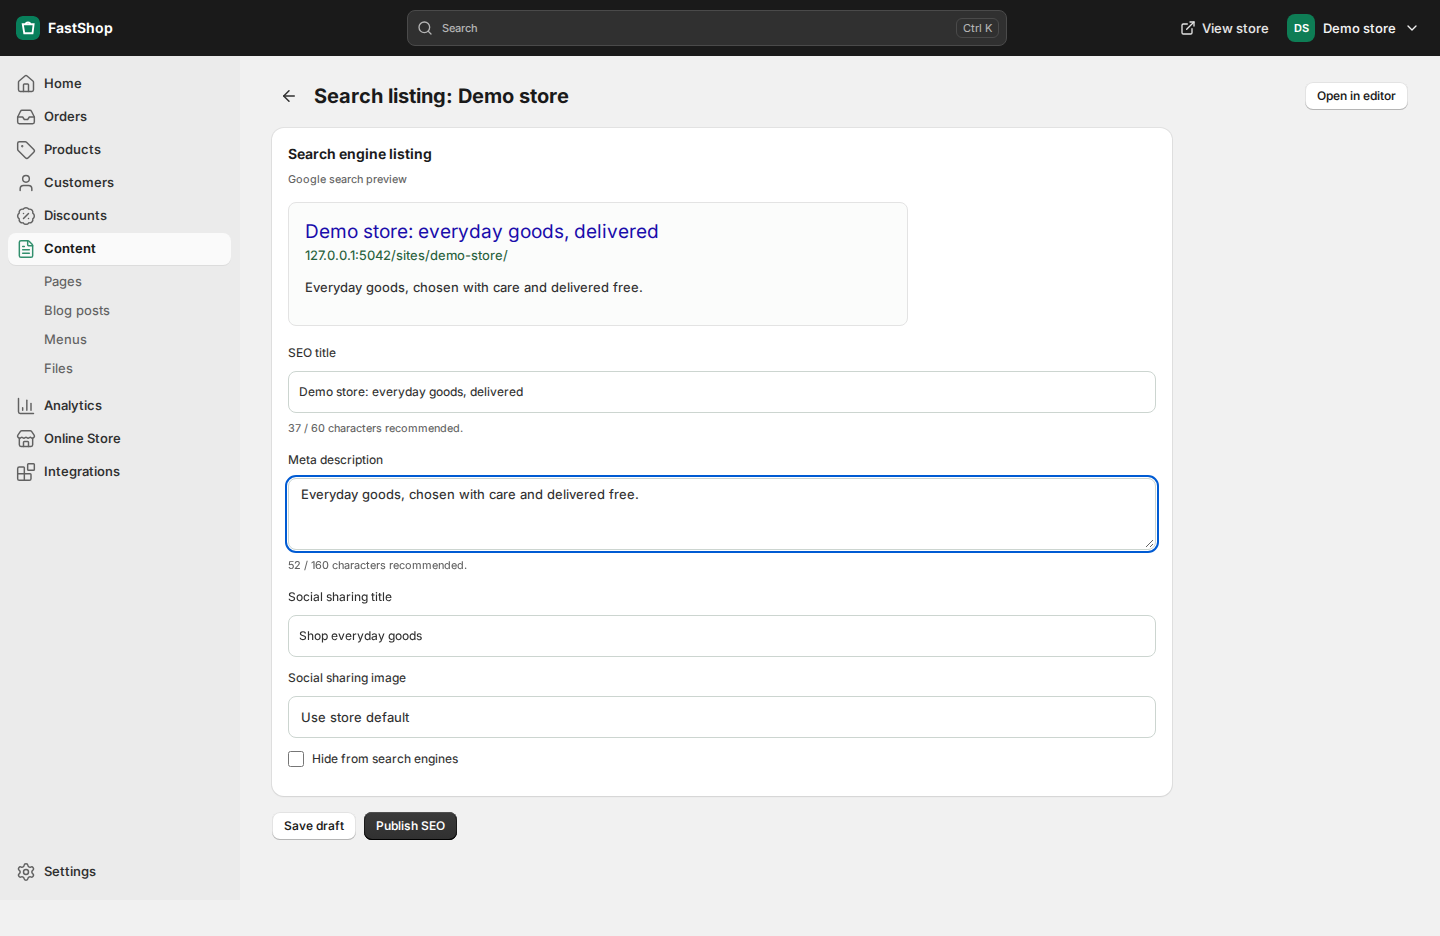 FastShop
Search
Ctrl K
View store
DS
Demo store
Home
Orders
Products
Customers
Discounts
Content
Pages
Blog posts
Menus
Files
Analytics
Online Store
Integrations
Settings
Search listing: Demo store
Open in editor
Search engine listing
Google search preview
Demo store: everyday goods, delivered
127.0.0.1:5042/sites/demo-store/
Everyday goods, chosen with care and delivered free.
SEO title
Demo store: everyday goods, delivered
37 / 60 characters recommended.
Meta description
Everyday goods, chosen with care and delivered free.
52 / 160 characters recommended.
Social sharing title
Shop everyday goods
Social sharing image
Use store default
Hide from search engines
Save draft
Publish SEO